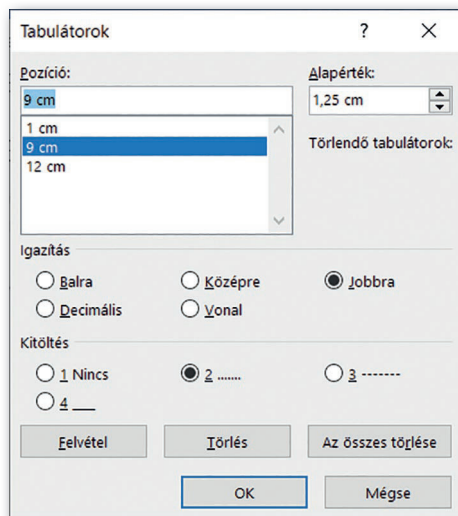 Tabulátorok ?
Pozíció: Alapérték:
9 cm 1,25 cm
1 cm
9 cm
12 cm
Törlendő tabulátorok:
Igazítás
Balra Középre Jobbra
Decimális Vonal
Kitöltés
1 Nincs 2 ....... 3 -------
4 ___
Felvétel Törlés Az összes törlése
OK Mégse